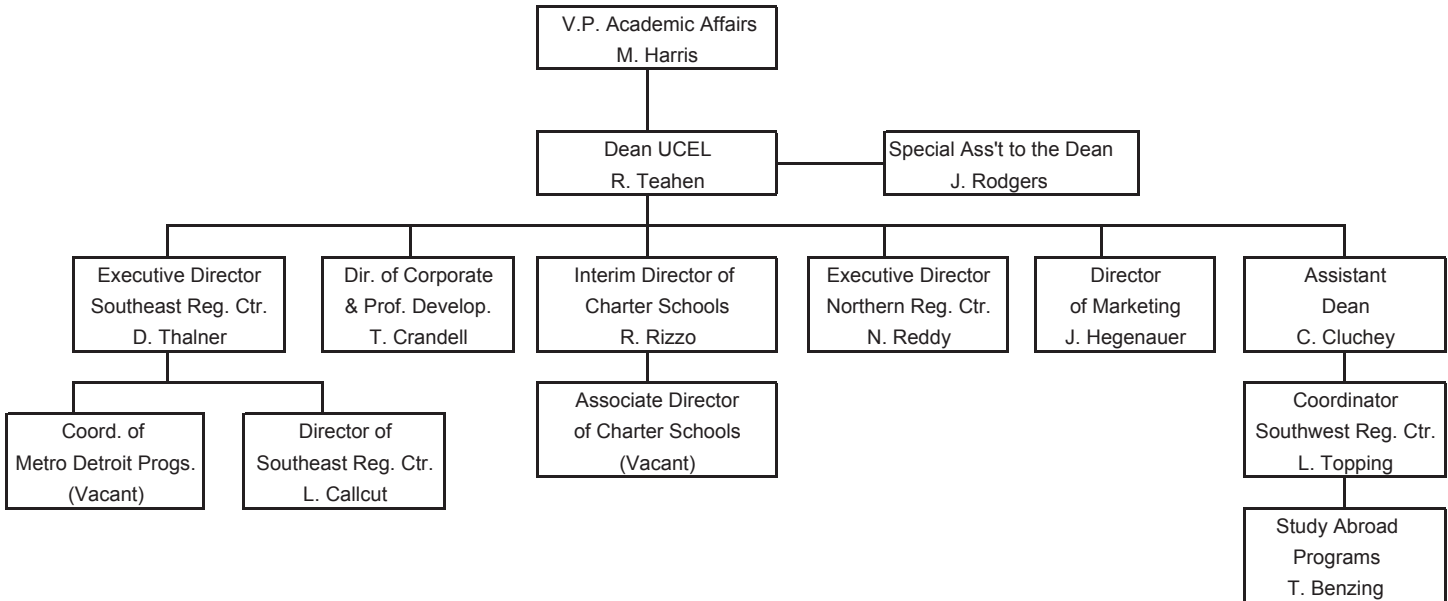 V.P. Academic Affairs
M. Harris
Dean UCEL
R. Teahen
Special Ass't to the Dean
J. Rodgers
Executive Director
Southeast Reg. Ctr.
D. Thalner
Dir. of Corporate
& Prof. Develop.
T. Crandell
Interim Director of
Charter Schools
R. Rizzo
Executive Director
Northern Reg. Ctr.
N. Reddy
Director
of Marketing
J. Hegenauer
Assistant
Dean
C. Cluchey
Coord. of
Metro Detroit Progs.
(Vacant)
Director of
Southeast Reg. Ctr.
L. Callcut
Associate Director
of Charter Schools
(Vacant)
Coordinator
Southwest Reg. Ctr.
L. Topping
Study Abroad
Programs
T. Benzing